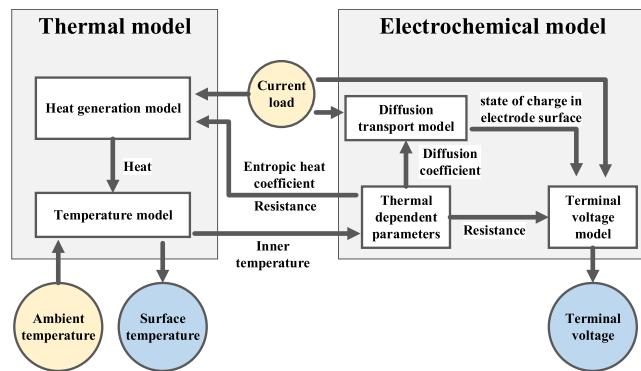 Thermal model
Electrochemical model
Current
load
Heat generation model
Diffusion
transport model
state of charge in
electrode surface
Heat
Entropic heat
coefficient
Resistance
Diffusion
coefficient
Temperature model
Thermal
dependent
parameters
Resistance
Terminal
voltage
model
Inner
temperature
Ambient
temperature
Surface
temperature
Terminal
voltage